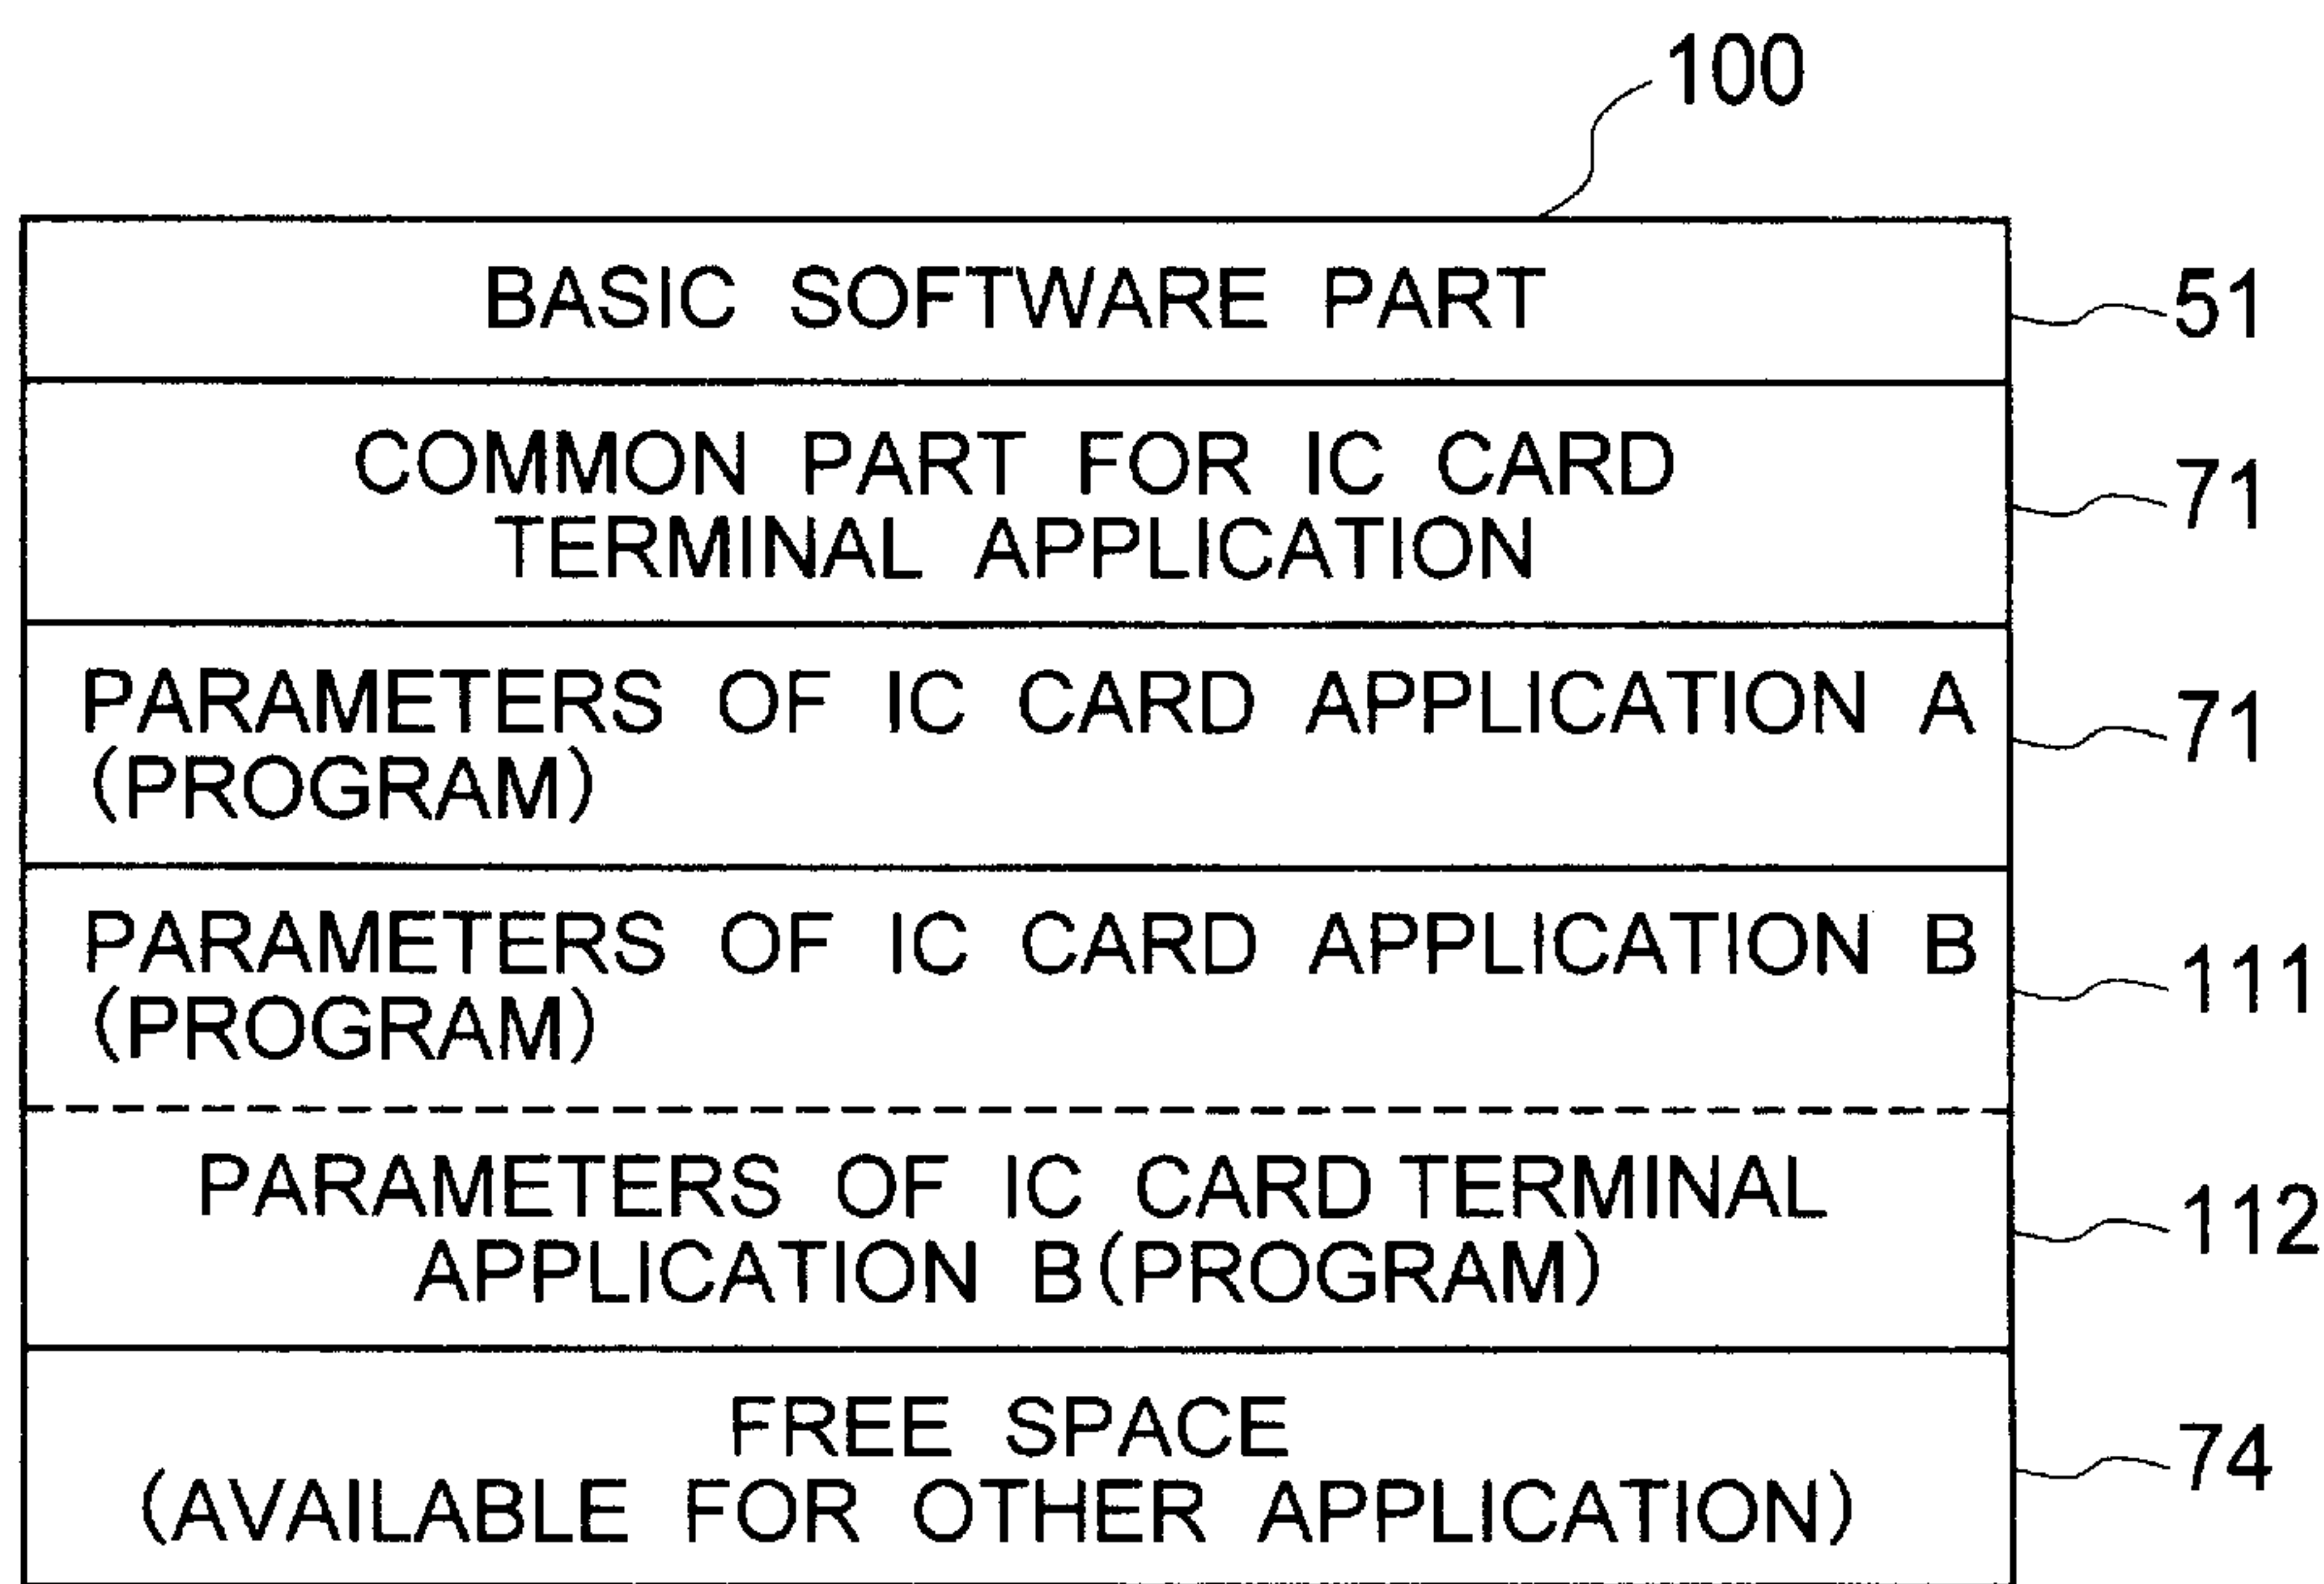 100
BASIC SOFTWARE PART
51
COMMON PART FOR IC CARD
TERMINAL APPLICATION
71
PARAMETERS OF IC CARD APPLICATION A
(PROGRAM)
71
PARAMETERS OF IC CARD APPLICATION B
(PROGRAM)
111
PARAMETERS OF IC CARD TERMINAL
APPLICATION B(PROGRAM)
112
FREE SPACE
(AVAILABLE FOR OTHER APPLICATION)
74